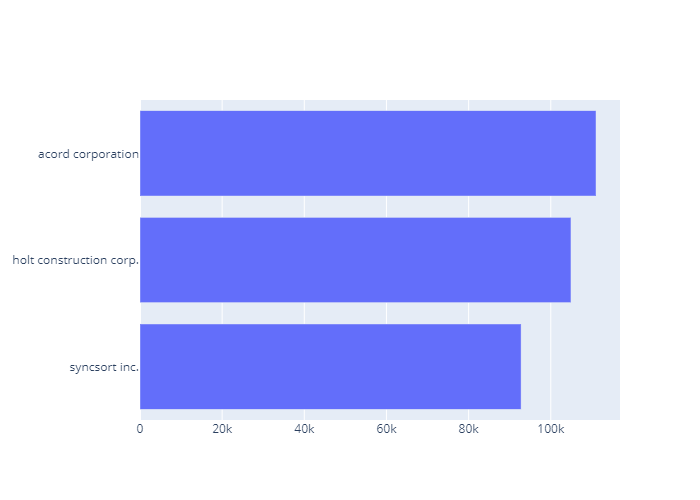 acord corporation
holt construction corp.
syncsort inc.
0 20k 40k 60k 80k 100k